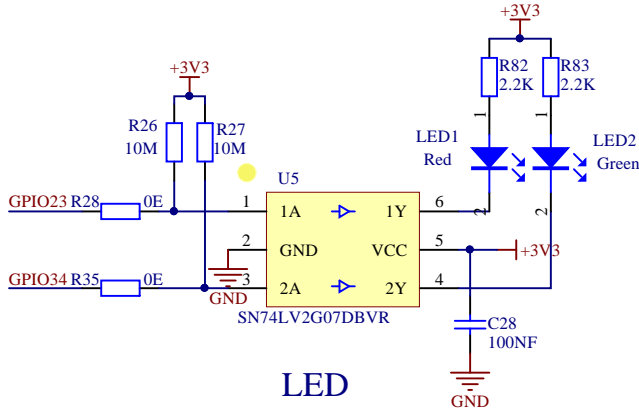 +3V3
R82
2.2K
R83
2.2K
+3V3
R26
10M
R27
10M
1
1
LED1
Red
LED2
Green
U5
GPIO23
R28
0E
1
1A
1Y
6
2
2
2
GND
VCC
5
+3V3
GPIO34
R35
0E
GND
3
2A
2Y
4
SN74LV2G07DBVR
C28
100NF
LED
GND